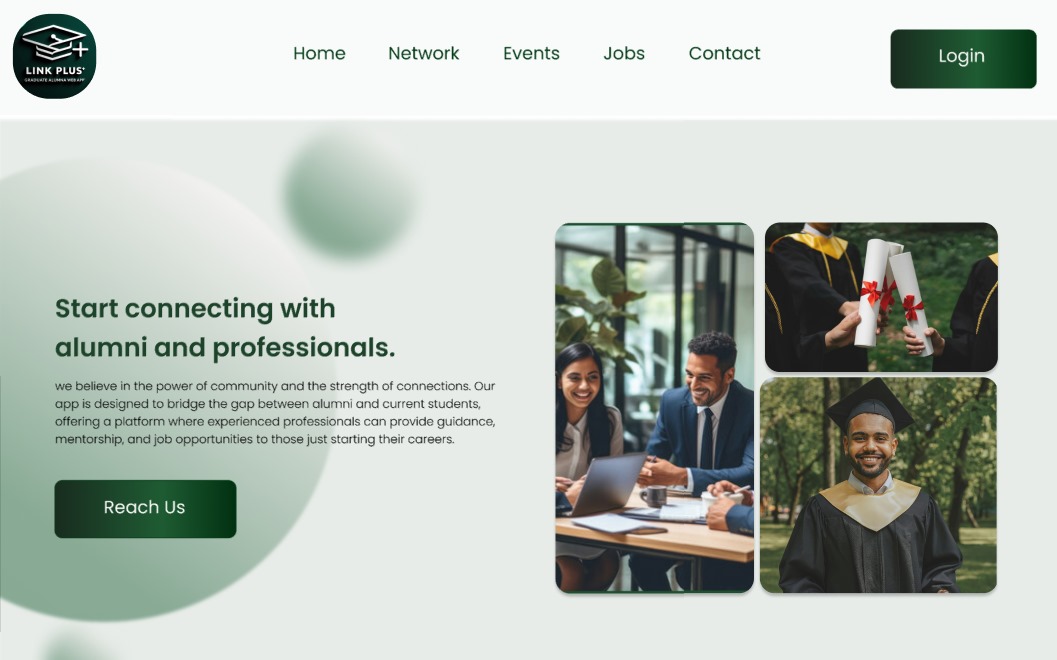 LINK PLUS+
GRADUATE ALUMNA WEB APP
Home Network Events Jobs Contact
Login
Start connecting with
alumni and professionals.
we believe in the power of community and the strength of connections. Our
app is designed to bridge the gap between alumni and current students,
offering a platform where experienced professionals can provide guidance,
mentorship, and job opportunities to those just starting their careers.
Reach Us